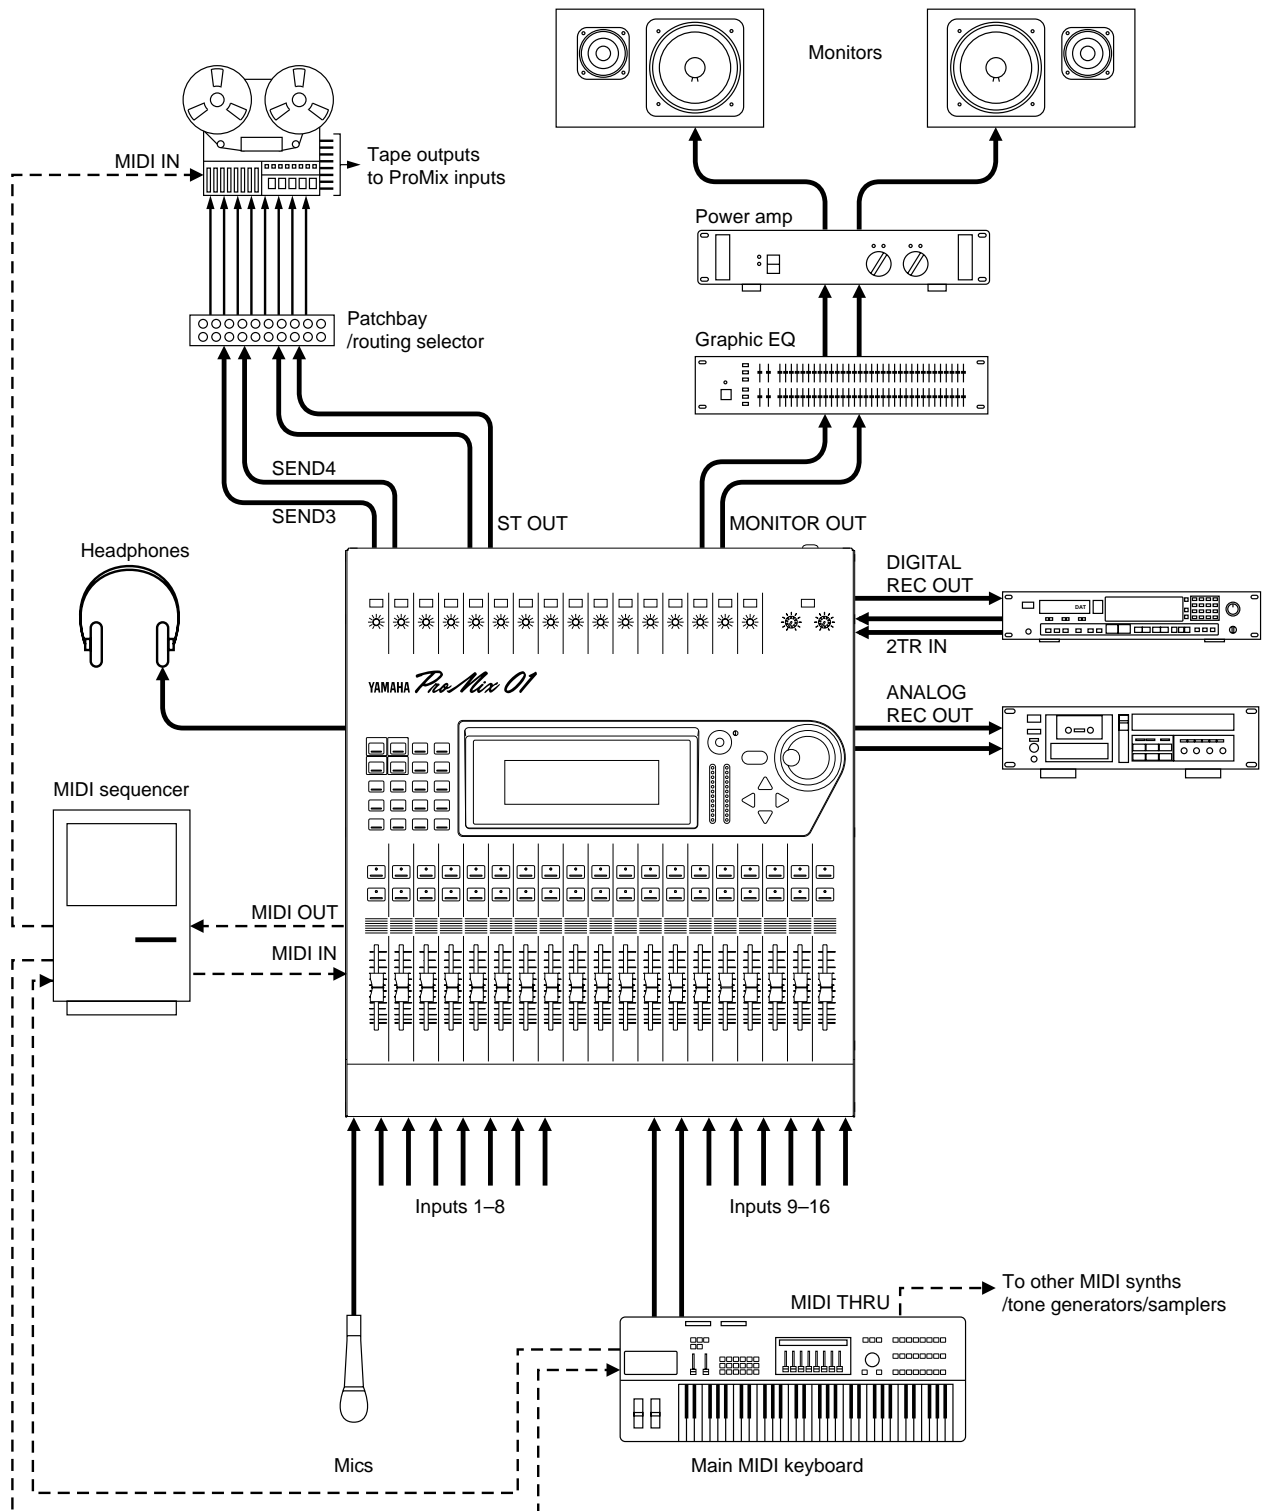 Monitors
MIDI IN
Tape outputs
to ProMix inputs
Power amp
Patchbay
/routing selector
Graphic EQ
SEND4
SEND3
ST OUT
MONITOR OUT
Headphones
DIGITAL
REC OUT
DAT
2TR IN
YAMAHA ProMix 01
ANALOG
REC OUT
MIDI sequencer
MIDI OUT
MIDI IN
Inputs 1–8
Inputs 9–16
To other MIDI synths
/tone generators/samplers
MIDI THRU
Mics
Main MIDI keyboard